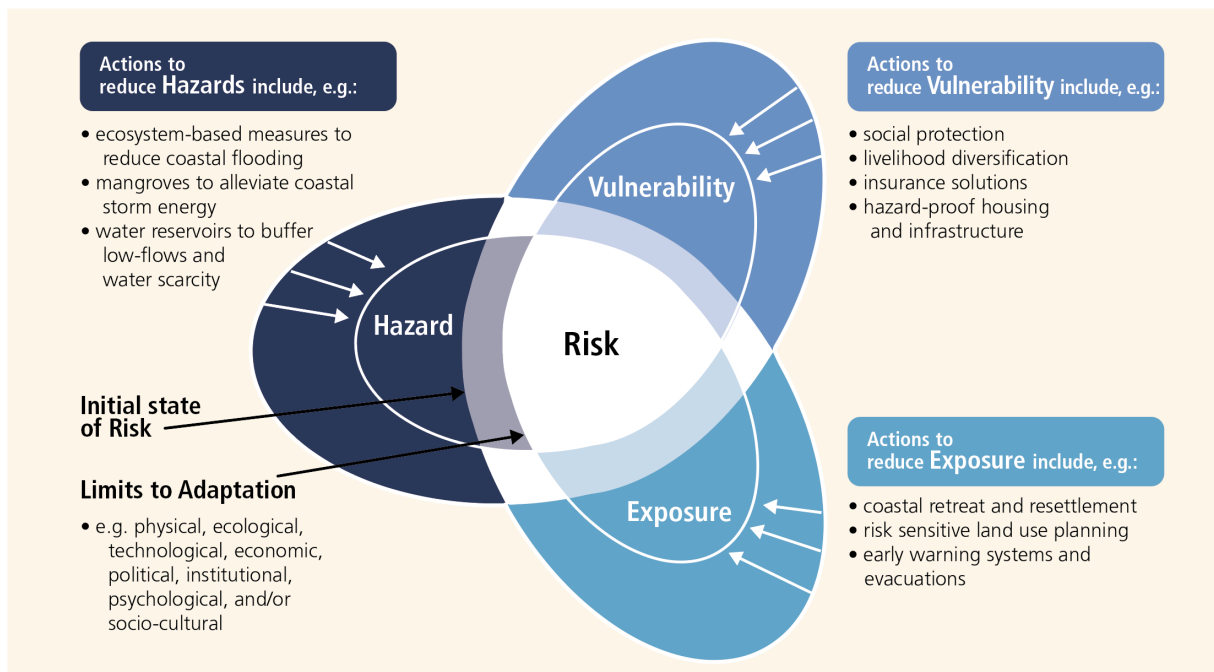 Actions to
reduce Hazards include, e.g.:
• ecosystem-based measures to
reduce coastal flooding
• mangroves to alleviate coastal
storm energy
• water reservoirs to buffer
low-flows and
water scarcity
Actions to
reduce Vulnerability include, e.g.:
• social protection
• livelihood diversification
• insurance solutions
• hazard-proof housing
and infrastructure
Vulnerability
Hazard
Risk
Exposure
Initial state
of Risk
Limits to Adaptation
• e.g. physical, ecological,
technological, economic,
political, institutional,
psychological, and/or
socio-cultural
Actions to
reduce Exposure include, e.g.:
• coastal retreat and resettlement
• risk sensitive land use planning
• early warning systems and
evacuations